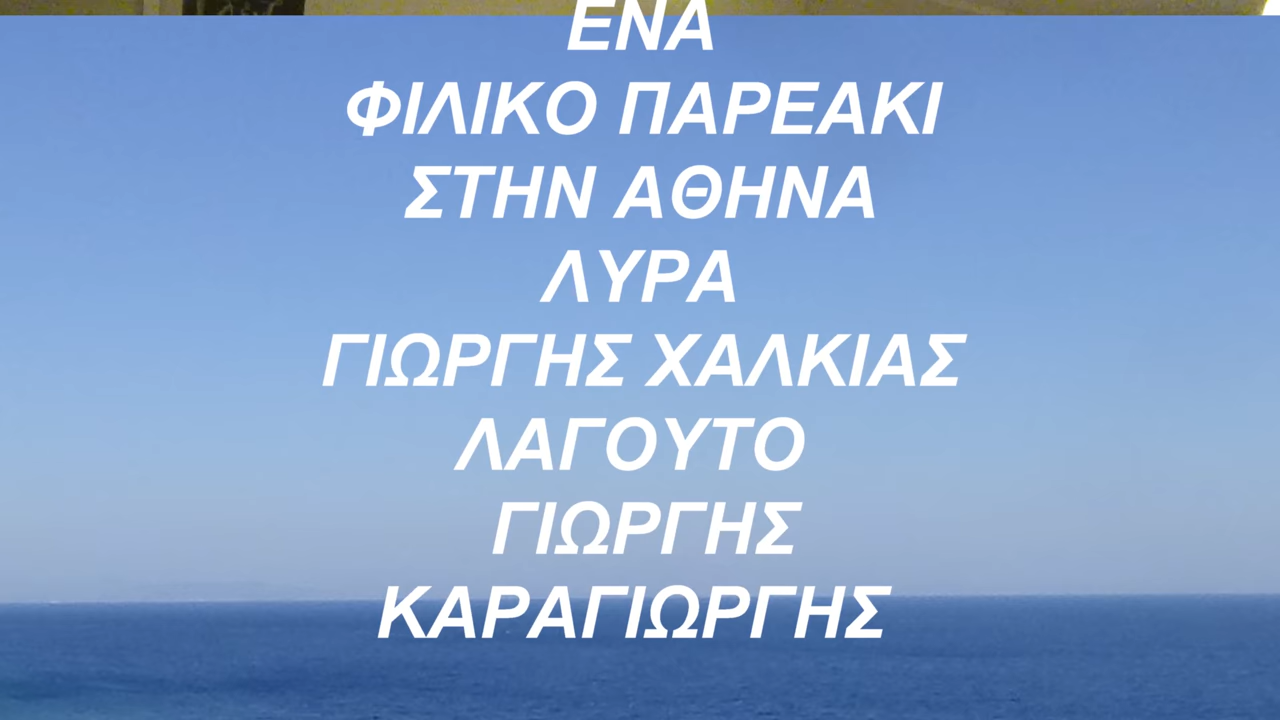 ΕΝΑ
ΦΙΛΙΚΟ ΠΑΡΕΑΚΙ
ΣΤΗΝ ΑΘΗΝΑ
ΛΥΡΑ
ΓΙΩΡΓΗΣ ΧΑΛΚΙΑΣ
ΛΑΓΟΥΤΟ
ΓΙΩΡΓΗΣ
ΚΑΡΑΓΙΩΡΓΗΣ